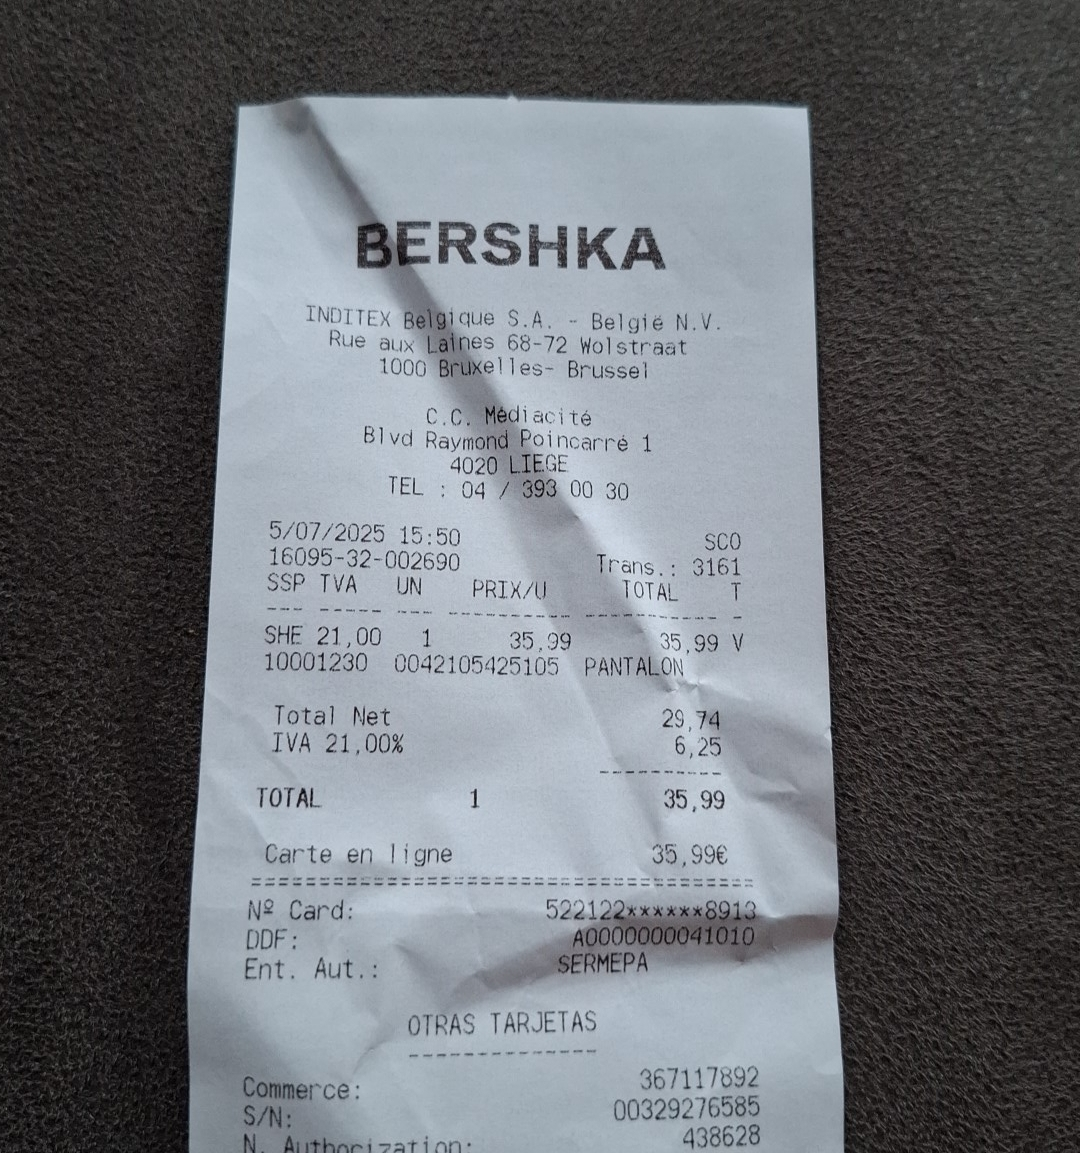 BERSHKA
INDITEX Belgique S.A. - België N.V.
Rue aux Laines 68-72 Wolstraat
1000 Bruxelles- Brussel
C.C. Médiacité
Blvd Raymond Poincarré 1
4020 LIEGE
TEL : 04 / 393 00 30
5/07/2025 15:50 SCO
16095-32-002690 Trans.: 3161
SSP TVA UN PRIX/U TOTAL T
--- ----- --- ---------- ---------- -
SHE 21,00 1 35,99 35,99 V
10001230 0042105425105 PANTALON
Total Net 29,74
IVA 21,00% 6,25
----------
TOTAL 1 35,99
Carte en ligne 35,99€
======================================
Nº Card: 522122******8913
DDF: A0000000041010
Ent. Aut.: SERMEPA
OTRAS TARJETAS
--------------
Commerce: 367117892
S/N: 00329276585
N. Authorization: 438628